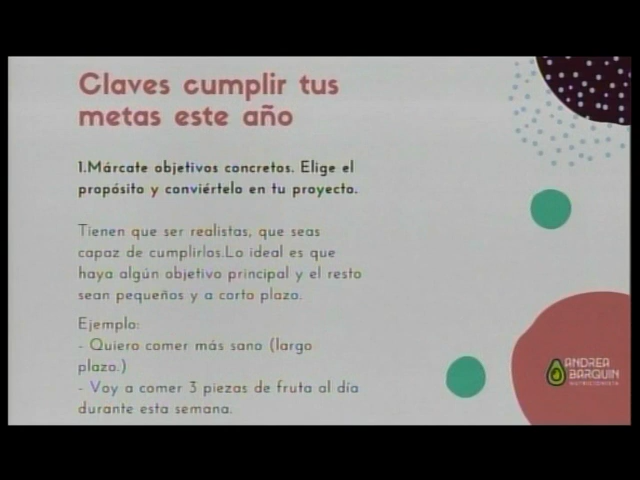 Claves cumplir tus
metas este año
1.Márcate objetivos concretos. Elige el
propósito y conviértelo en tu proyecto.
Tienen que ser realistas, que seas
capaz de cumplirlos.Lo ideal es que
haya algún objetivo principal y el resto
sean pequeños y a corto plazo.
Ejemplo:
- Quiero comer más sano (largo
plazo.)
- Voy a comer 3 piezas de fruta al día
durante esta semana.
ANDREA
BARQUIN
NUTRICIONISTA